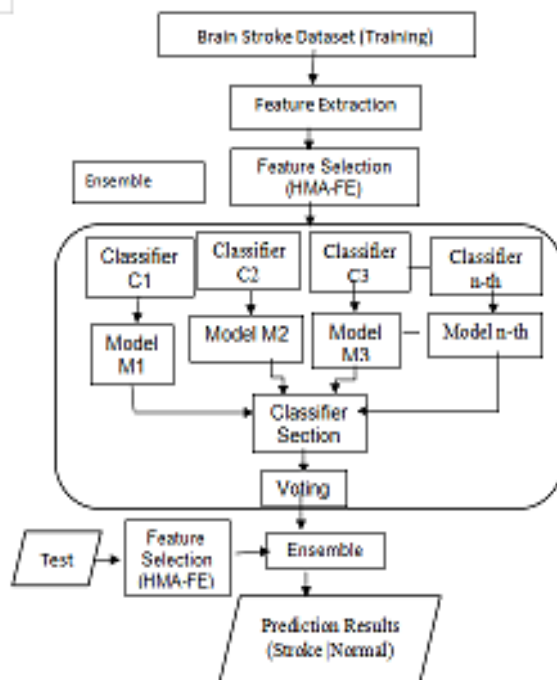 Brain Stroke Dataset (Training)
Feature Extraction
Feature Selection
(HMA-FE)
Ensemble
Classifier
C1
Classifier
C2
Classifier
C3
Classifier
n-th
Model
M1
Model M2
Model
M3
Model n-th
Classifier
Section
Voting
Test
Feature
Selection
(HMA-FE)
Ensemble
Prediction Results
(Stroke |Normal)